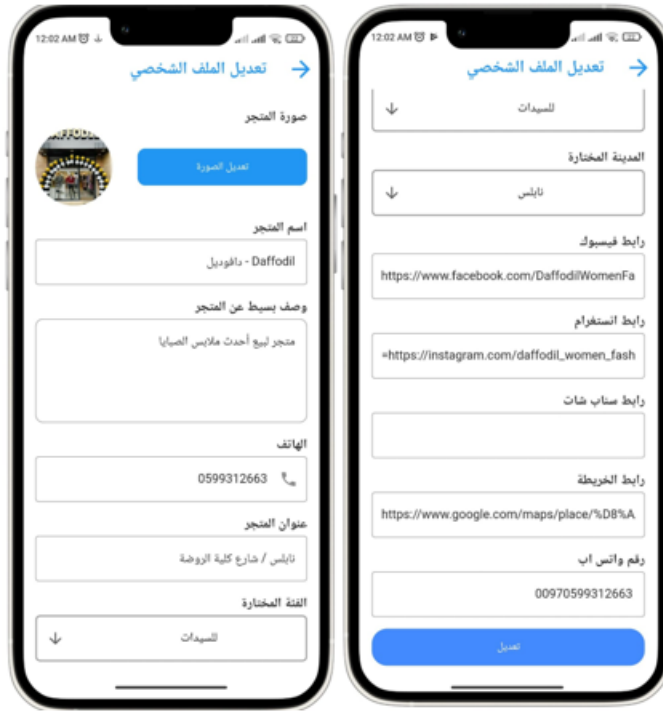 12:02 AM
تعديل الملف الشخصي
صورة المتجر
DAFFODIL
تعديل الصورة
اسم المتجر
Daffodil - دافوديل
وصف بسيط عن المتجر
متجر لبيع أحدث ملابس الصبايا
الهاتف
0599312663
عنوان المتجر
نابلس / شارع كلية الروضة
الفئة المختارة
للسيدات
12:02 AM
تعديل الملف الشخصي
للسيدات
المدينة المختارة
نابلس
رابط فيسبوك
https://www.facebook.com/DaffodilWomenFa
رابط انستغرام
=https://instagram.com/daffodil_women_fash
رابط سناب شات
رابط الخريطة
https://www.google.com/maps/place/%D8%A
رقم واتس اب
00970599312663
تعديل